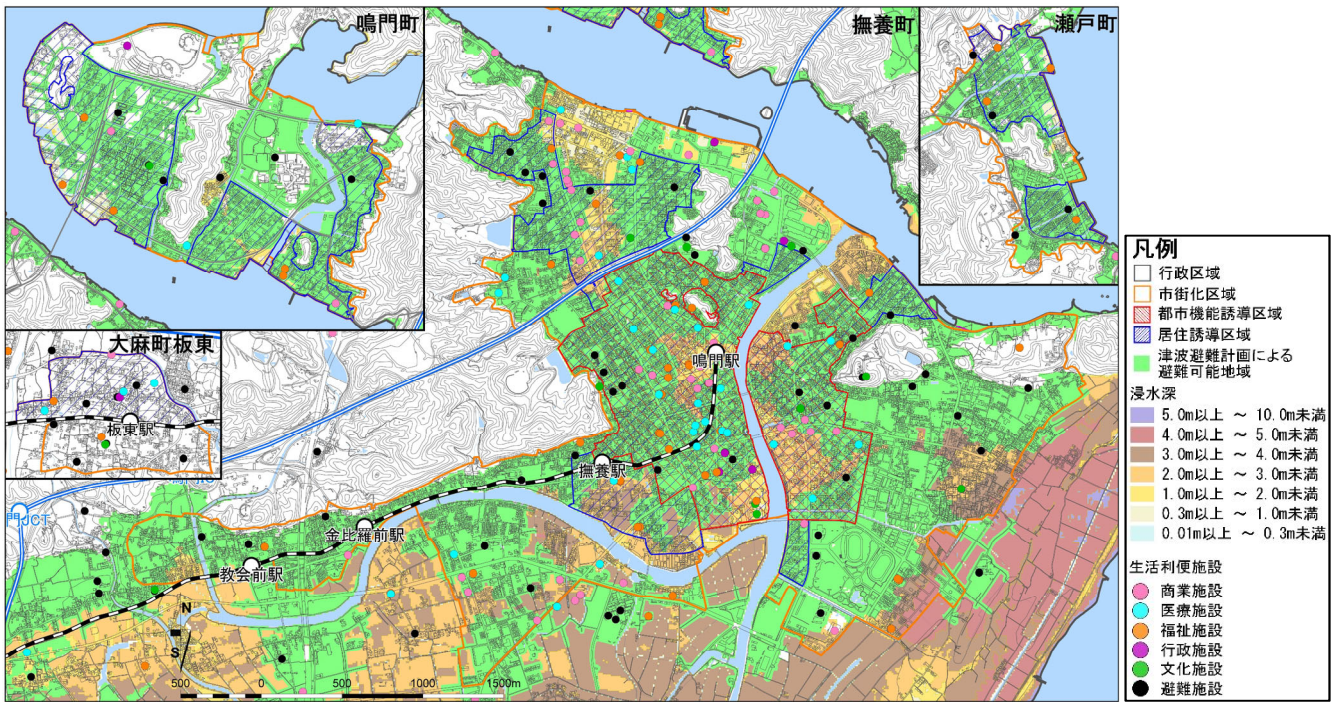 鳴門町
撫養町
瀬戸町
大麻町板東
板東駅
鳴門駅
撫養駅
金比羅前駅
教会前駅
門JCT
N
S
500 0 500 1000 1500m
凡例
行政区域
市街化区域
都市機能誘導区域
居住誘導区域
津波避難計画による
避難可能地域
浸水深
5.0m以上 ～ 10.0m未満
4.0m以上 ～ 5.0m未満
3.0m以上 ～ 4.0m未満
2.0m以上 ～ 3.0m未満
1.0m以上 ～ 2.0m未満
0.3m以上 ～ 1.0m未満
0.01m以上 ～ 0.3m未満
生活利便施設
商業施設
医療施設
福祉施設
行政施設
文化施設
避難施設